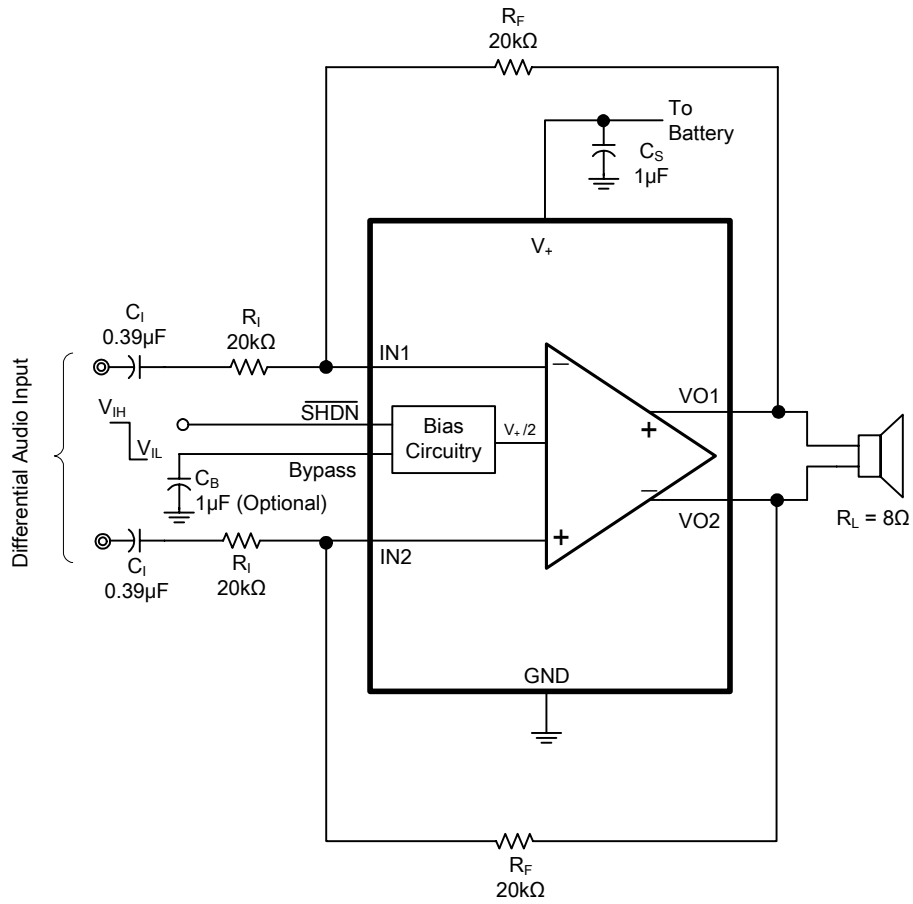 R_F
20kΩ
To
Battery
C_S
1µF
V_+
C_I
0.39µF
R_I
20kΩ
IN1
–
Differential Audio Input
V_IH
V_IL
SHDN
Bias
Circuitry
V_+/2
VO1
+
Bypass
C_B
1µF (Optional)
–
VO2
R_L = 8Ω
C_I
0.39µF
R_I
20kΩ
IN2
+
GND
R_F
20kΩ